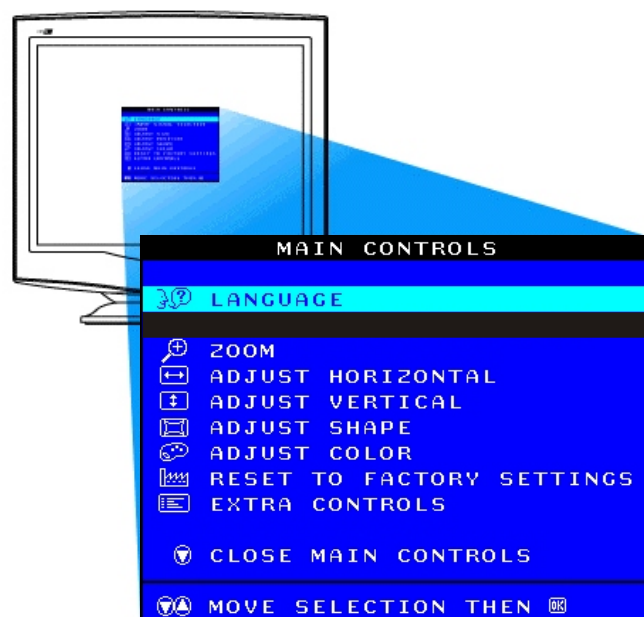 MAIN CONTROLS
LANGUAGE
ZOOM
ADJUST HORIZONTAL
ADJUST VERTICAL
ADJUST SHAPE
ADJUST COLOR
RESET TO FACTORY SETTINGS
EXTRA CONTROLS
CLOSE MAIN CONTROLS
MOVE SELECTION THEN OK